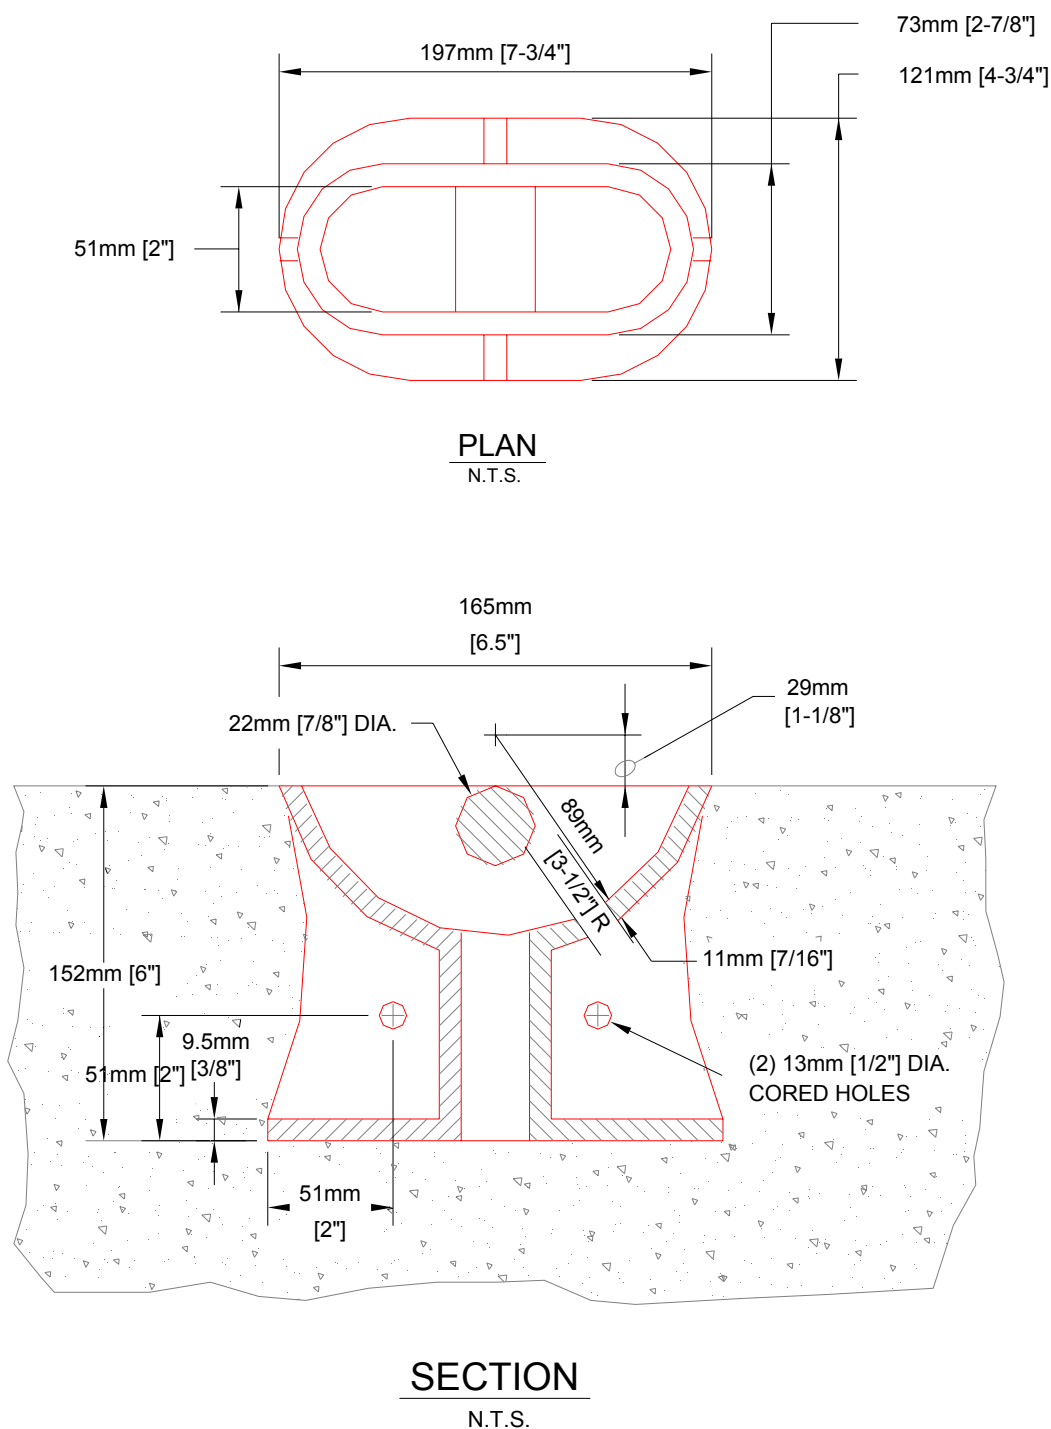 73mm [2-7/8"]
197mm [7-3/4"]
121mm [4-3/4"]
51mm [2"]
PLAN
N.T.S.
165mm
[6.5"]
29mm
[1-1/8"]
22mm [7/8"] DIA.
89mm
[3-1/2"] R
152mm [6"]
11mm [7/16"]
9.5mm
[3/8"]
51mm [2"]
(2) 13mm [1/2"] DIA.
CORED HOLES
51mm
[2"]
SECTION
N.T.S.